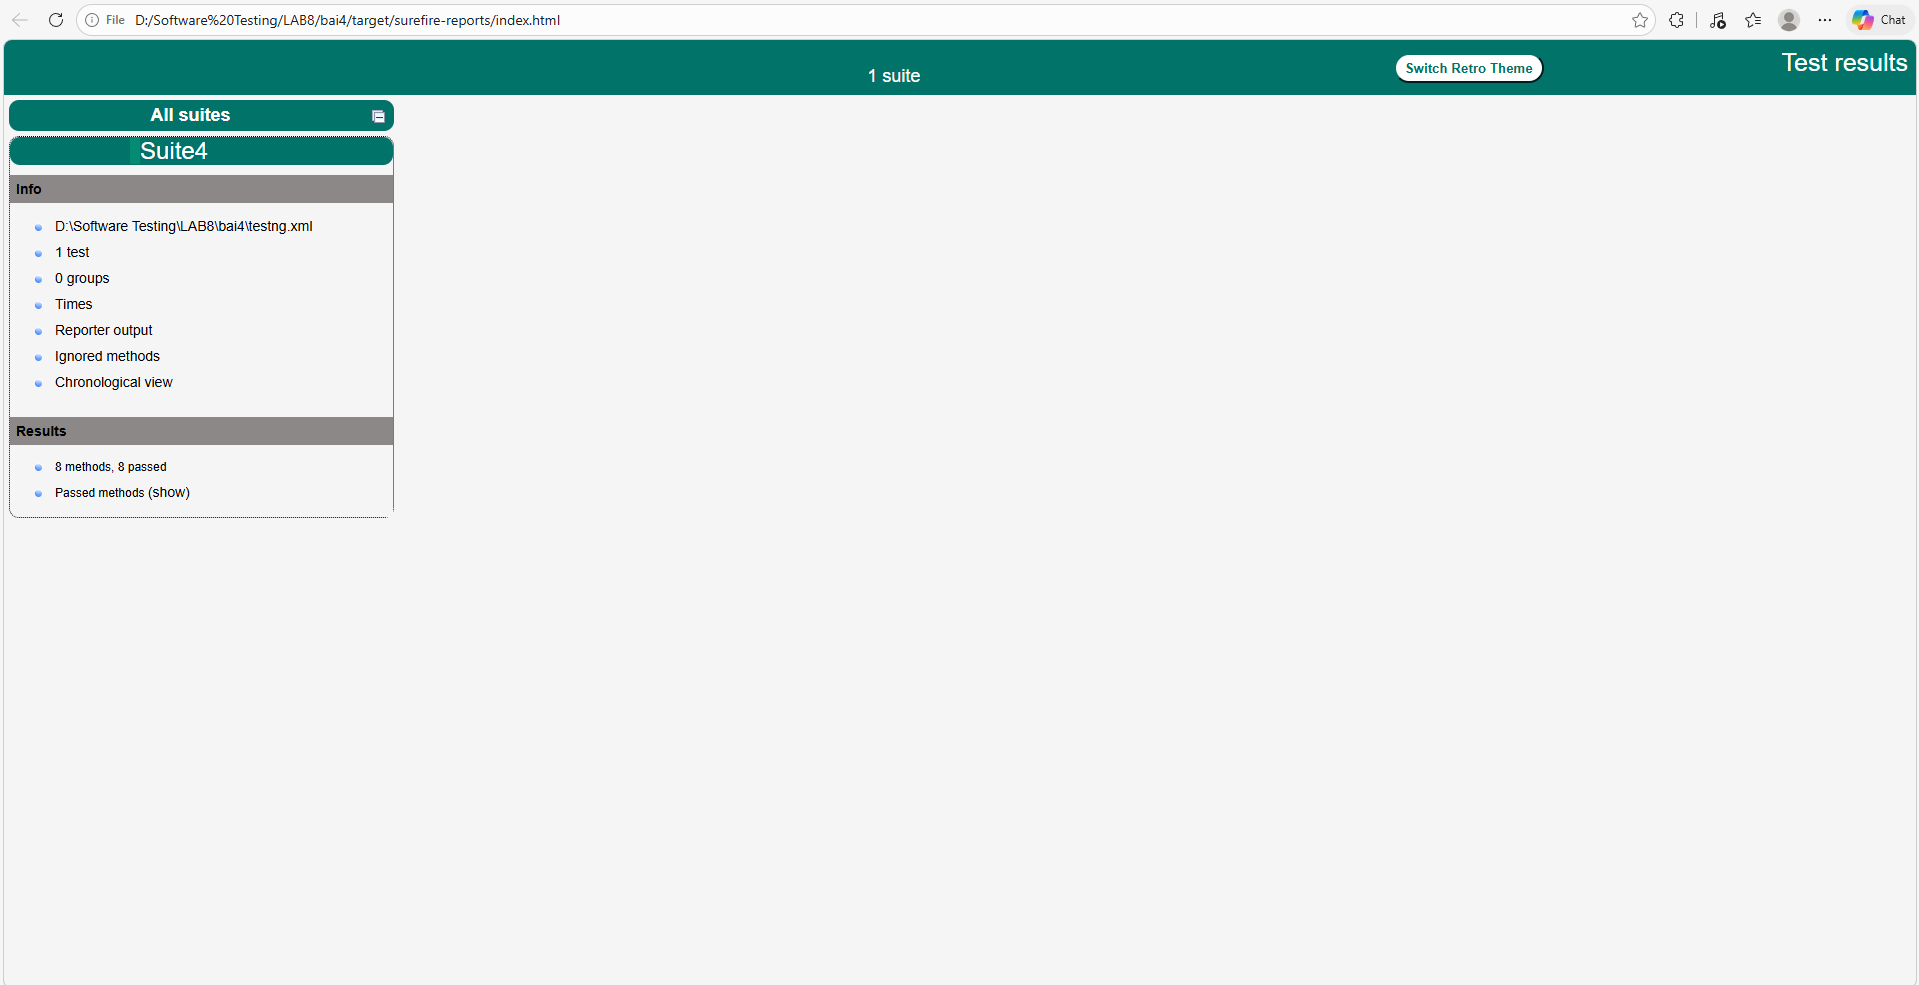 File D:/Software%20Testing/LAB8/bai4/target/surefire-reports/index.html
Chat
1 suite
Switch Retro Theme
Test results
All suites
Suite4
Info
D:\Software Testing\LAB8\bai4\testng.xml
1 test
0 groups
Times
Reporter output
Ignored methods
Chronological view
Results
8 methods, 8 passed
Passed methods (show)